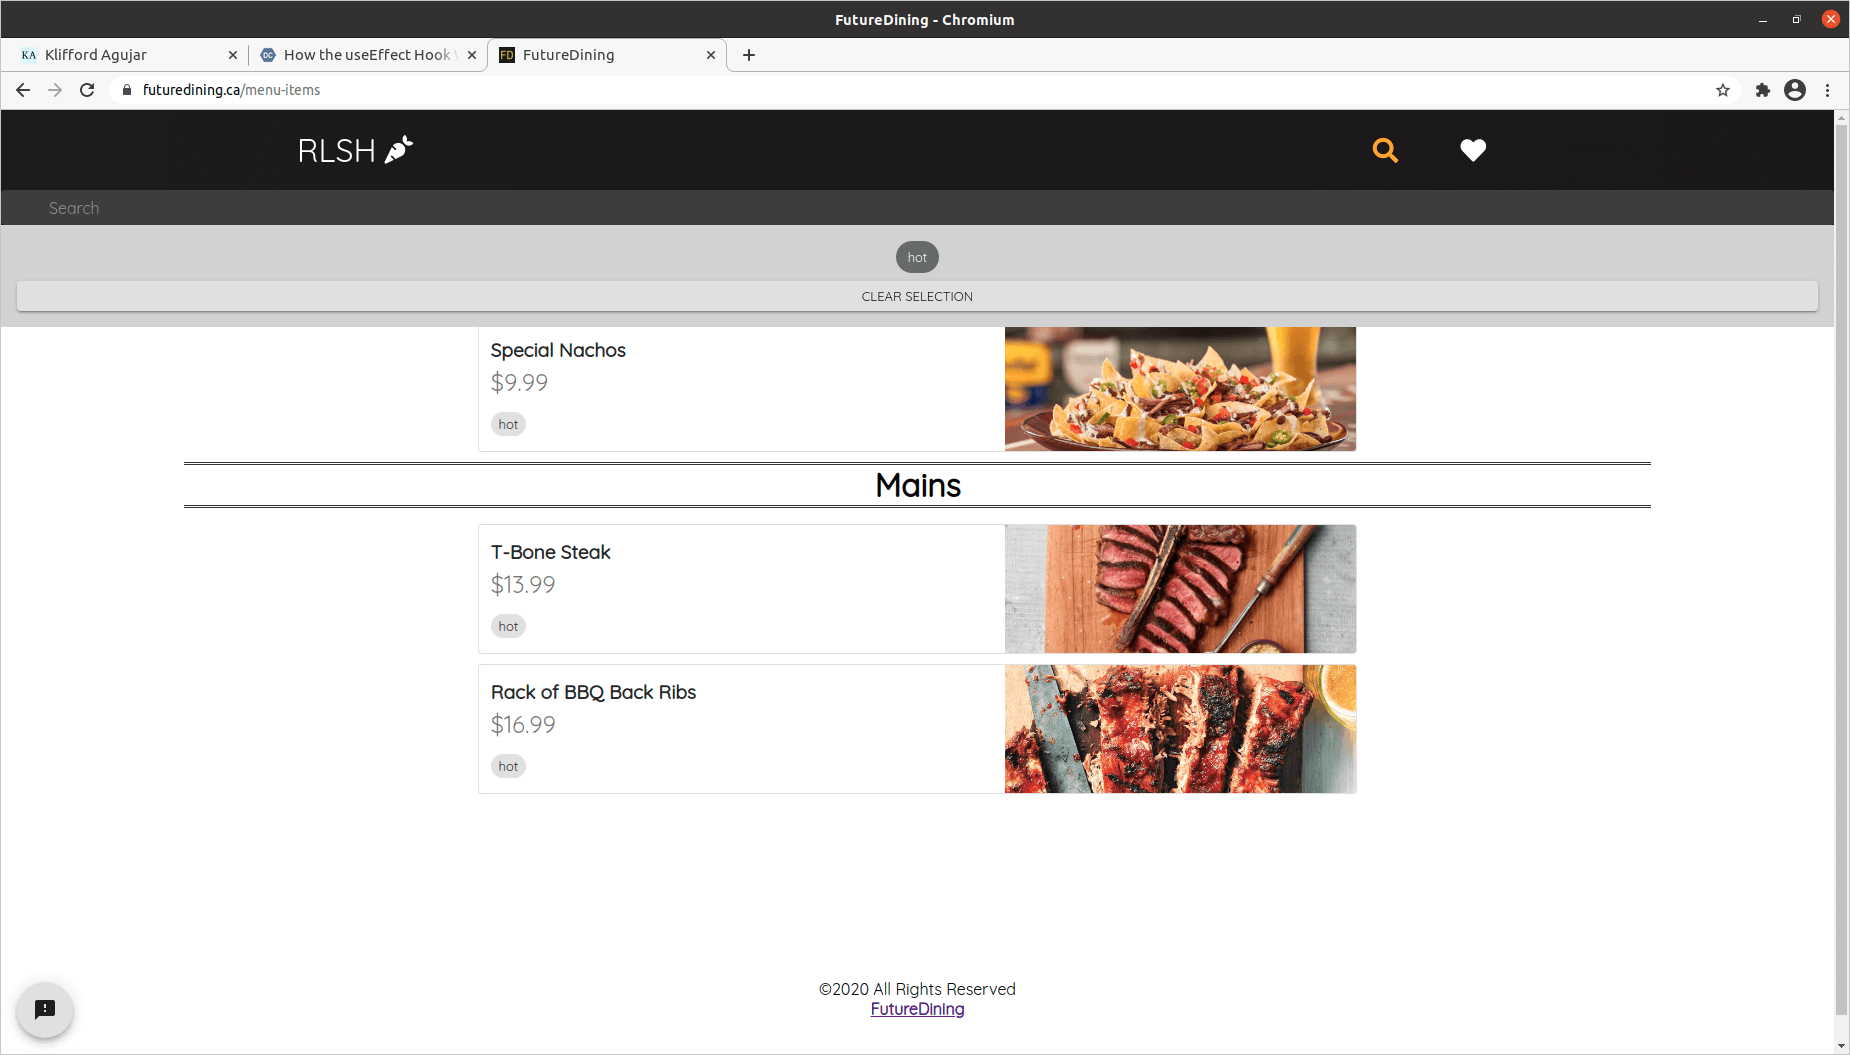 FutureDining - Chromium
KA Klifford Agujar
DC How the useEffect Hook
FD FutureDining
futuredining.ca/menu-items
RLSH
Search
hot
CLEAR SELECTION
Special Nachos
$9.99
hot
Mains
T-Bone Steak
$13.99
hot
Rack of BBQ Back Ribs
$16.99
hot
©2020 All Rights Reserved
FutureDining